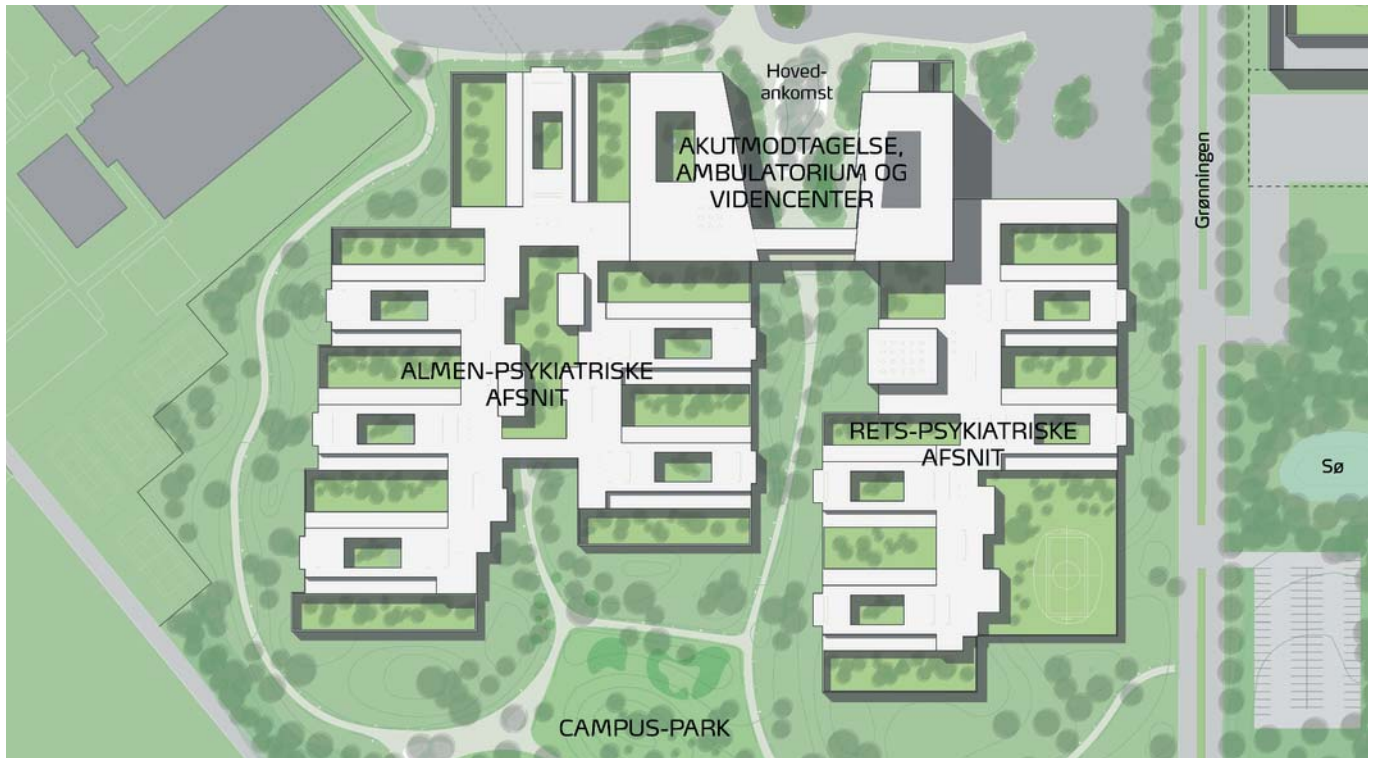 Hoved-
ankomst
AKUTMODTAGELSE,
AMBULATORIUM OG
VIDENCENTER
Grønningen
ALMEN-PSYKIATRISKE
AFSNIT
RETS-PSYKIATRISKE
AFSNIT
Sø
CAMPUS-PARK